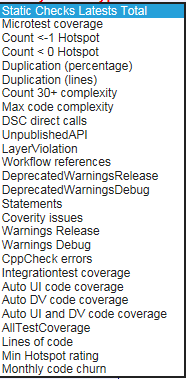 Static Checks Latests Total
Microtest coverage
Count <-1 Hotspot
Count < 0 Hotspot
Duplication (percentage)
Duplication (lines)
Count 30+ complexity
Max code complexity
DSC direct calls
UnpublishedAPI
LayerViolation
Workflow references
DeprecatedWarningsRelease
DeprecatedWarningsDebug
Statements
Coverity issues
Warnings Release
Warnings Debug
CppCheck errors
Integrationtest coverage
Auto UI code coverage
Auto DV code coverage
Auto UI and DV code coverage
AllTestCoverage
Lines of code
Min Hotspot rating
Monthly code churn